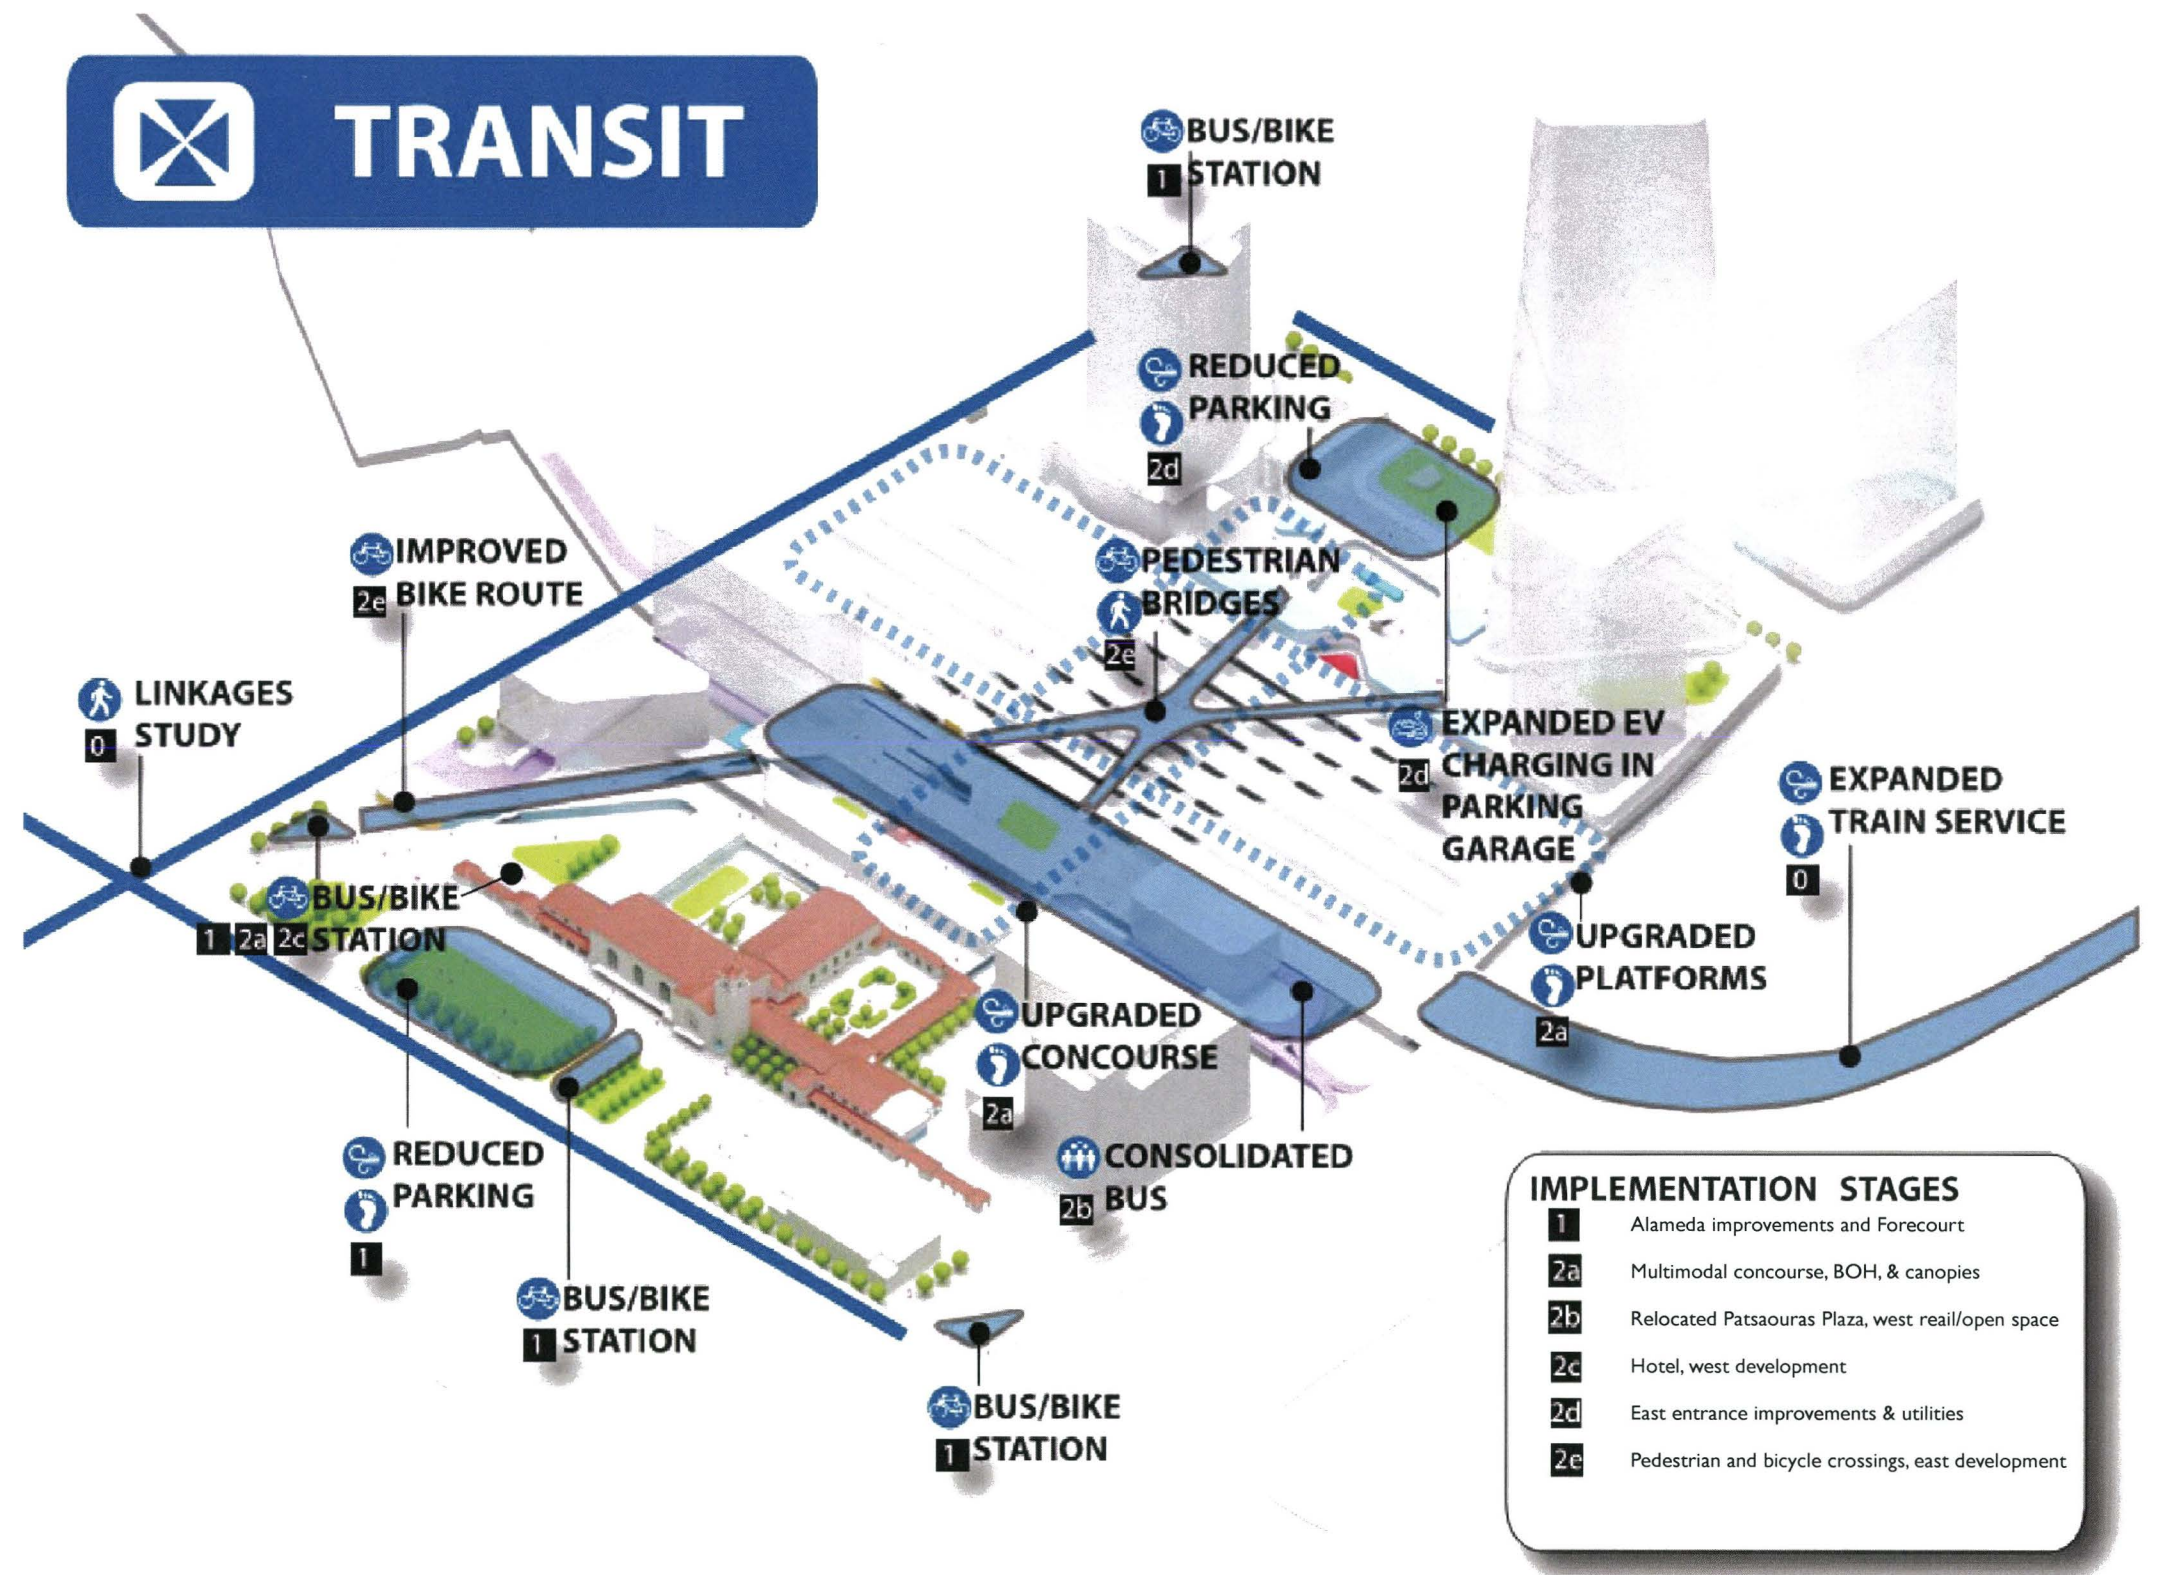 TRANSIT
BUS/BIKE
1 STATION
REDUCED
PARKING
2d
IMPROVED
2e BIKE ROUTE
PEDESTRIAN
BRIDGES
2e
LINKAGES
0 STUDY
EXPANDED EV
2d CHARGING IN
PARKING
GARAGE
EXPANDED
TRAIN SERVICE
0
BUS/BIKE
1 2a 2c STATION
UPGRADED
PLATFORMS
2a
UPGRADED
CONCOURSE
2a
REDUCED
PARKING
1
CONSOLIDATED
2b BUS
BUS/BIKE
1 STATION
BUS/BIKE
1 STATION
IMPLEMENTATION STAGES
1 Alameda improvements and Forecourt
2a Multimodal concourse, BOH, & canopies
2b Relocated Patsaouras Plaza, west reail/open space
2c Hotel, west development
2d East entrance improvements & utilities
2e Pedestrian and bicycle crossings, east development